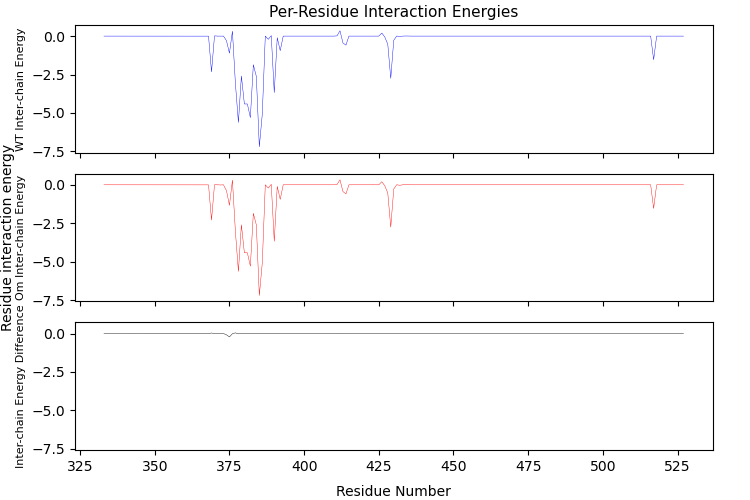 Per-Residue Interaction Energies
WT Inter-chain Energy
0.0
−2.5
−5.0
−7.5
Residue interaction energy
Om Inter-chain Energy
0.0
−2.5
−5.0
−7.5
Inter-chain Energy Difference
0.0
−2.5
−5.0
−7.5
325 350 375 400 425 450 475 500 525
Residue Number